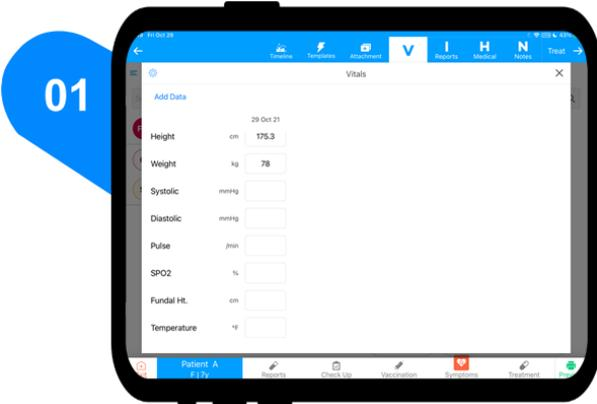 01
Fri Oct 29
43%
Timeline
Templates
Attachment
V
I
Reports
H
Medical
N
Notes
Treat
Vitals
Add Data
29 Oct 21
Height cm 175.3
Weight kg 78
Systolic mmHg
Diastolic mmHg
Pulse /min
SPO2 %
Fundal Ht. cm
Temperature °F
Patient A
F | 7y
Reports
Check Up
Vaccination
Symptoms
Treatment